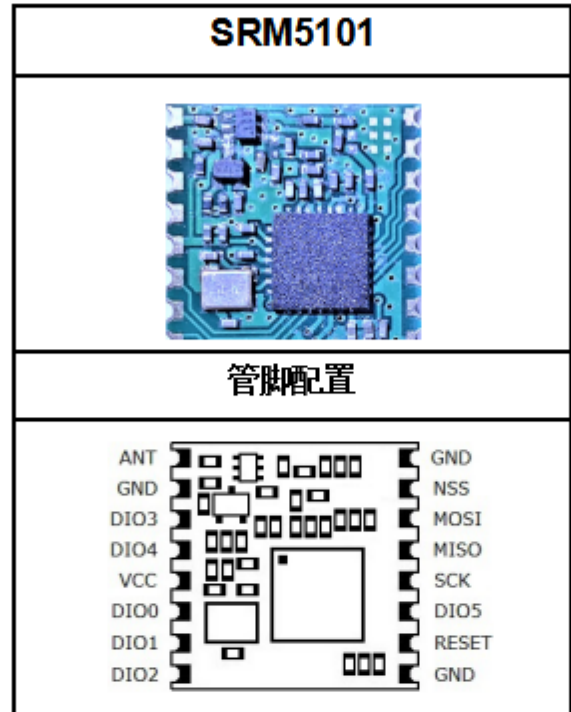 SRM5101
管脚配置
ANT GND
GND NSS
DIO3 MOSI
DIO4 MISO
VCC SCK
DIO0 DIO5
DIO1 RESET
DIO2 GND